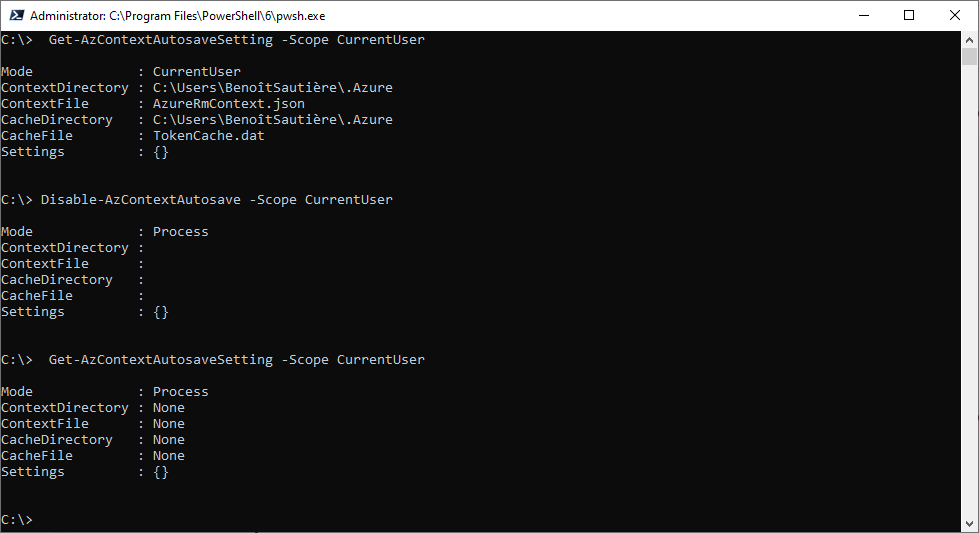 Administrator: C:\Program Files\PowerShell\6\pwsh.exe
C:\>  Get-AzContextAutosaveSetting -Scope CurrentUser
Mode             : CurrentUser
ContextDirectory : C:\Users\BenoîtSautière\.Azure
ContextFile      : AzureRmContext.json
CacheDirectory   : C:\Users\BenoîtSautière\.Azure
CacheFile        : TokenCache.dat
Settings         : {}
C:\> Disable-AzContextAutosave -Scope CurrentUser
Mode             : Process
ContextDirectory :
ContextFile      :
CacheDirectory   :
CacheFile        :
Settings         : {}
C:\>  Get-AzContextAutosaveSetting -Scope CurrentUser
Mode             : Process
ContextDirectory : None
ContextFile      : None
CacheDirectory   : None
CacheFile        : None
Settings         : {}
C:\>